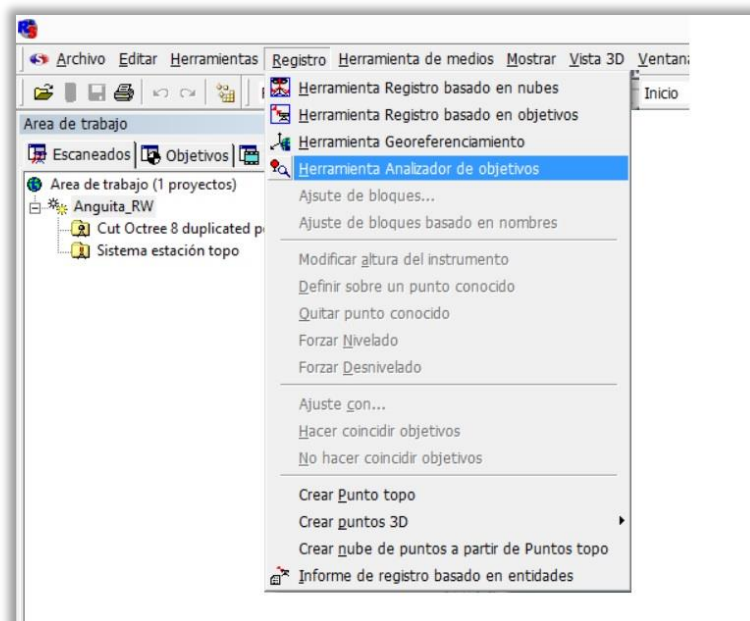 RS
Archivo Editar Herramientas Registro Herramienta de medios Mostrar Vista 3D
Inicio
Area de trabajo
Escaneados Objetivos
Area de trabajo (1 proyectos)
Anguita_RW
Cut Octree 8 duplicated
Sistema estación topo
Herramienta Registro basado en nubes
Herramienta Registro basado en objetivos
Herramienta Georeferenciamiento
Herramienta Analizador de objetivos
Ajsute de bloques...
Ajuste de bloques basado en nombres
Modificar altura del instrumento
Definir sobre un punto conocido
Quitar punto conocido
Forzar Nivelado
Forzar Desnivelado
Ajuste con...
Hacer coincidir objetivos
No hacer coincidir objetivos
Crear Punto topo
Crear puntos 3D
Crear nube de puntos a partir de Puntos topo
Informe de registro basado en entidades